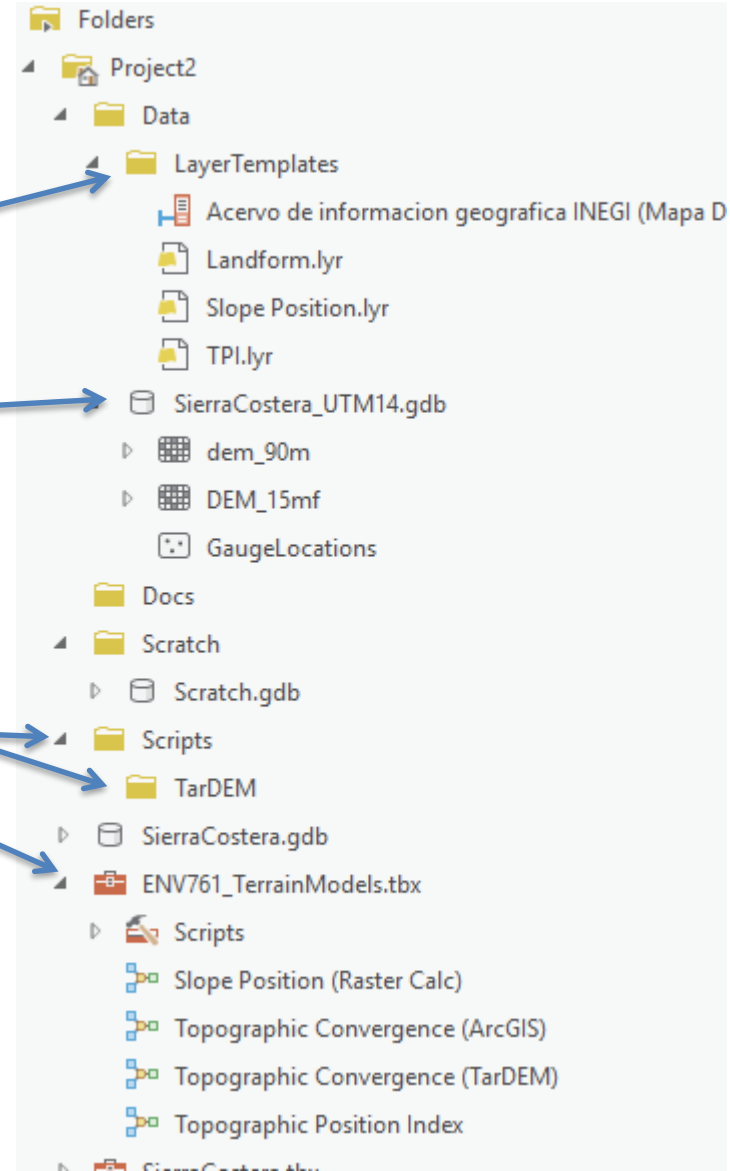 Folders
Project2
Data
LayerTemplates
Acervo de informacion geografica INEGI (Mapa D
Landform.lyr
Slope Position.lyr
TPI.lyr
SierraCostera_UTM14.gdb
dem_90m
DEM_15mf
GaugeLocations
Docs
Scratch
Scratch.gdb
Scripts
TarDEM
SierraCostera.gdb
ENV761_TerrainModels.tbx
Scripts
Slope Position (Raster Calc)
Topographic Convergence (ArcGIS)
Topographic Convergence (TarDEM)
Topographic Position Index
SierraCostera.tbx